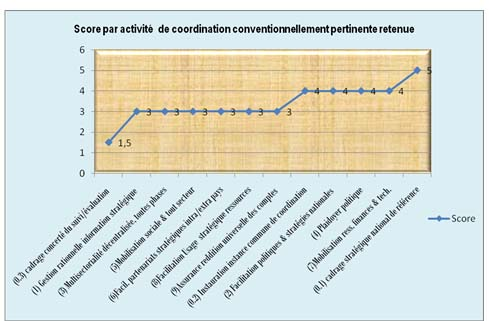 Score par activité de coordination conventionnellement pertinente retenue
6
5
4
3
2
1
0
1,5
3
3
3
3
3
3
4
4
4
4
5
(0.3) cadrage concerté du suivi/évaluation
(1) Gestion rationnelle information stratégique
(3) Multisectorialité décentralisée, toutes phases
(5)Mobilisation sociale & tout secteur
(6)Facil. partenariats stratégiques intra/extra pays
(8)Facilitation Usage stratégique ressources
(9)Assurance reddition universelle des comptes
(0.2) Instauration instance commune de coordination
(2) Facilitation politiques & stratégies nationales
(4) Plaidoyer politique
(7)Mobilisation ress. finances & tech.
(0.1) cadrage stratégique national de référence
Score